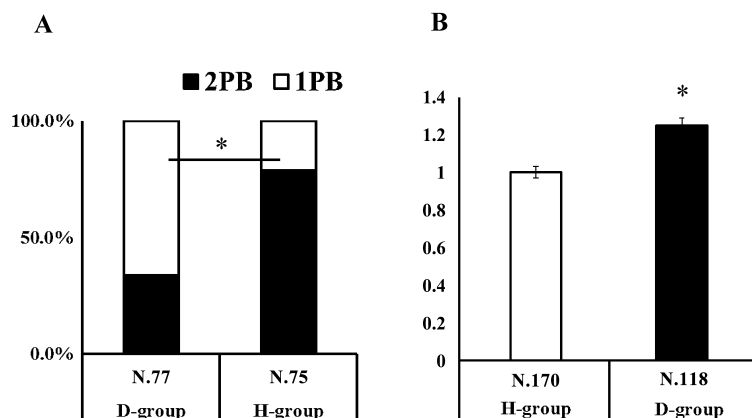 A
2PB 1PB
100.0%
*
50.0%
0.0%
N.77 N.75
D-group H-group
B
1.4
*
1.2
1
0.8
0.6
0.4
0.2
0
N.170 N.118
H-group D-group